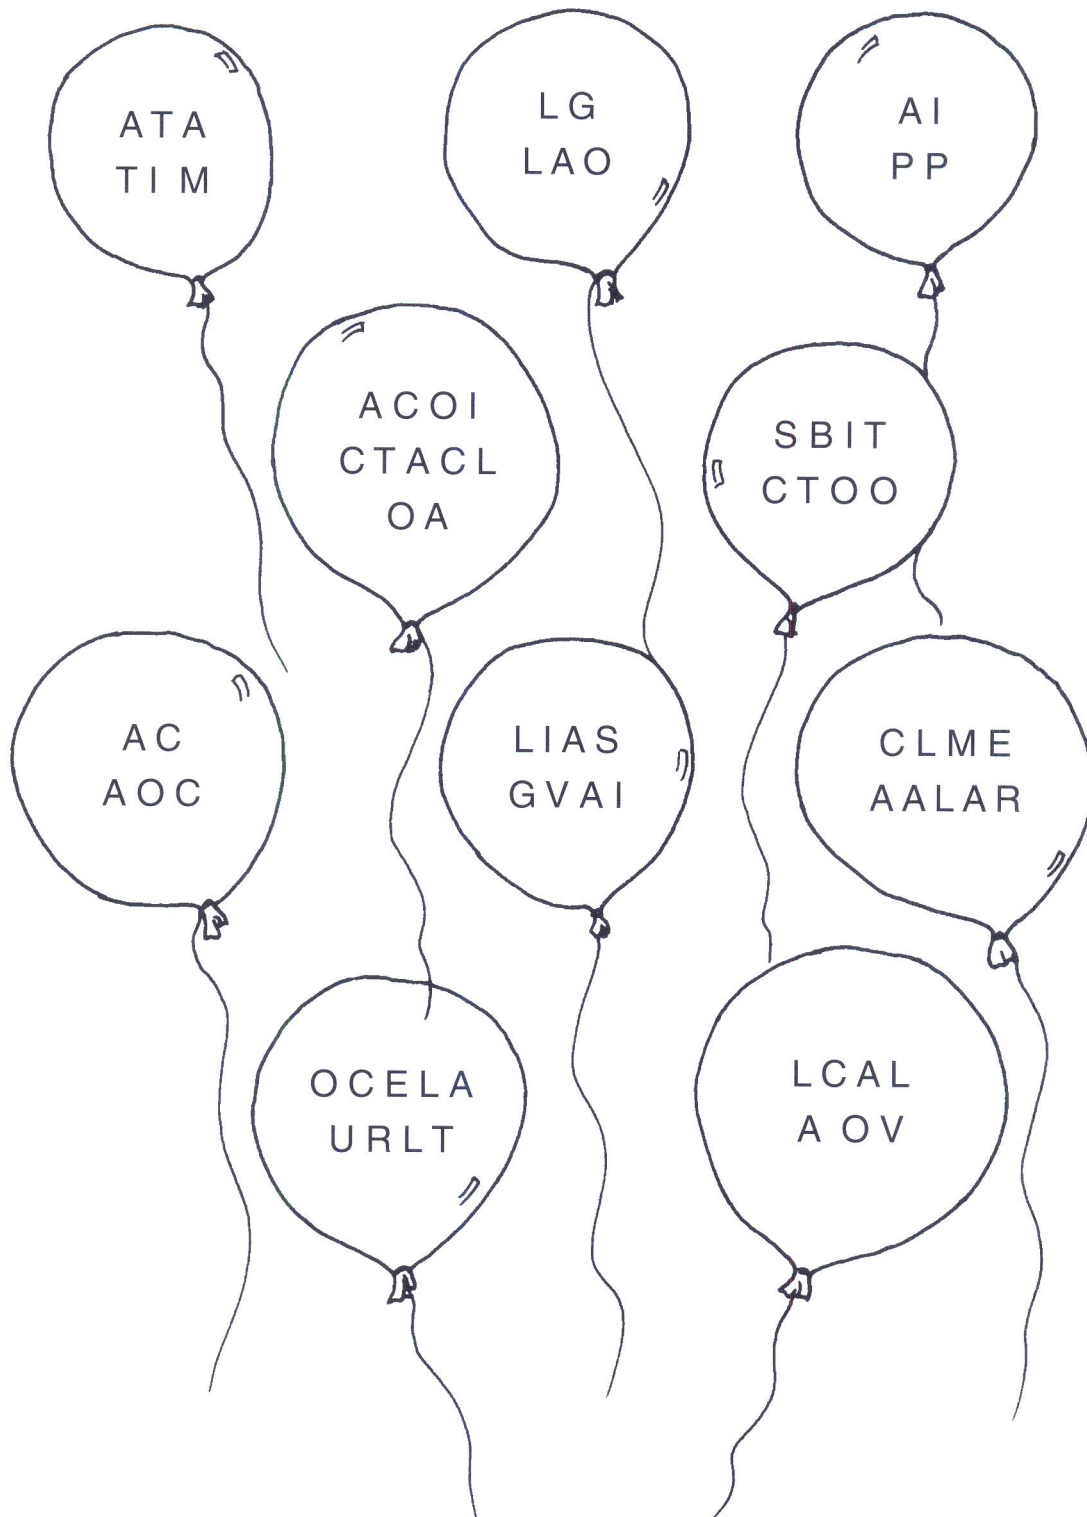 ATA
TIM
LG
LAO
AI
PP
ACOI
CTACL
OA
SBIT
CTOO
AC
AOC
LIAS
GVAI
CLME
AALAR
OCELA
URLT
LCAL
A OV